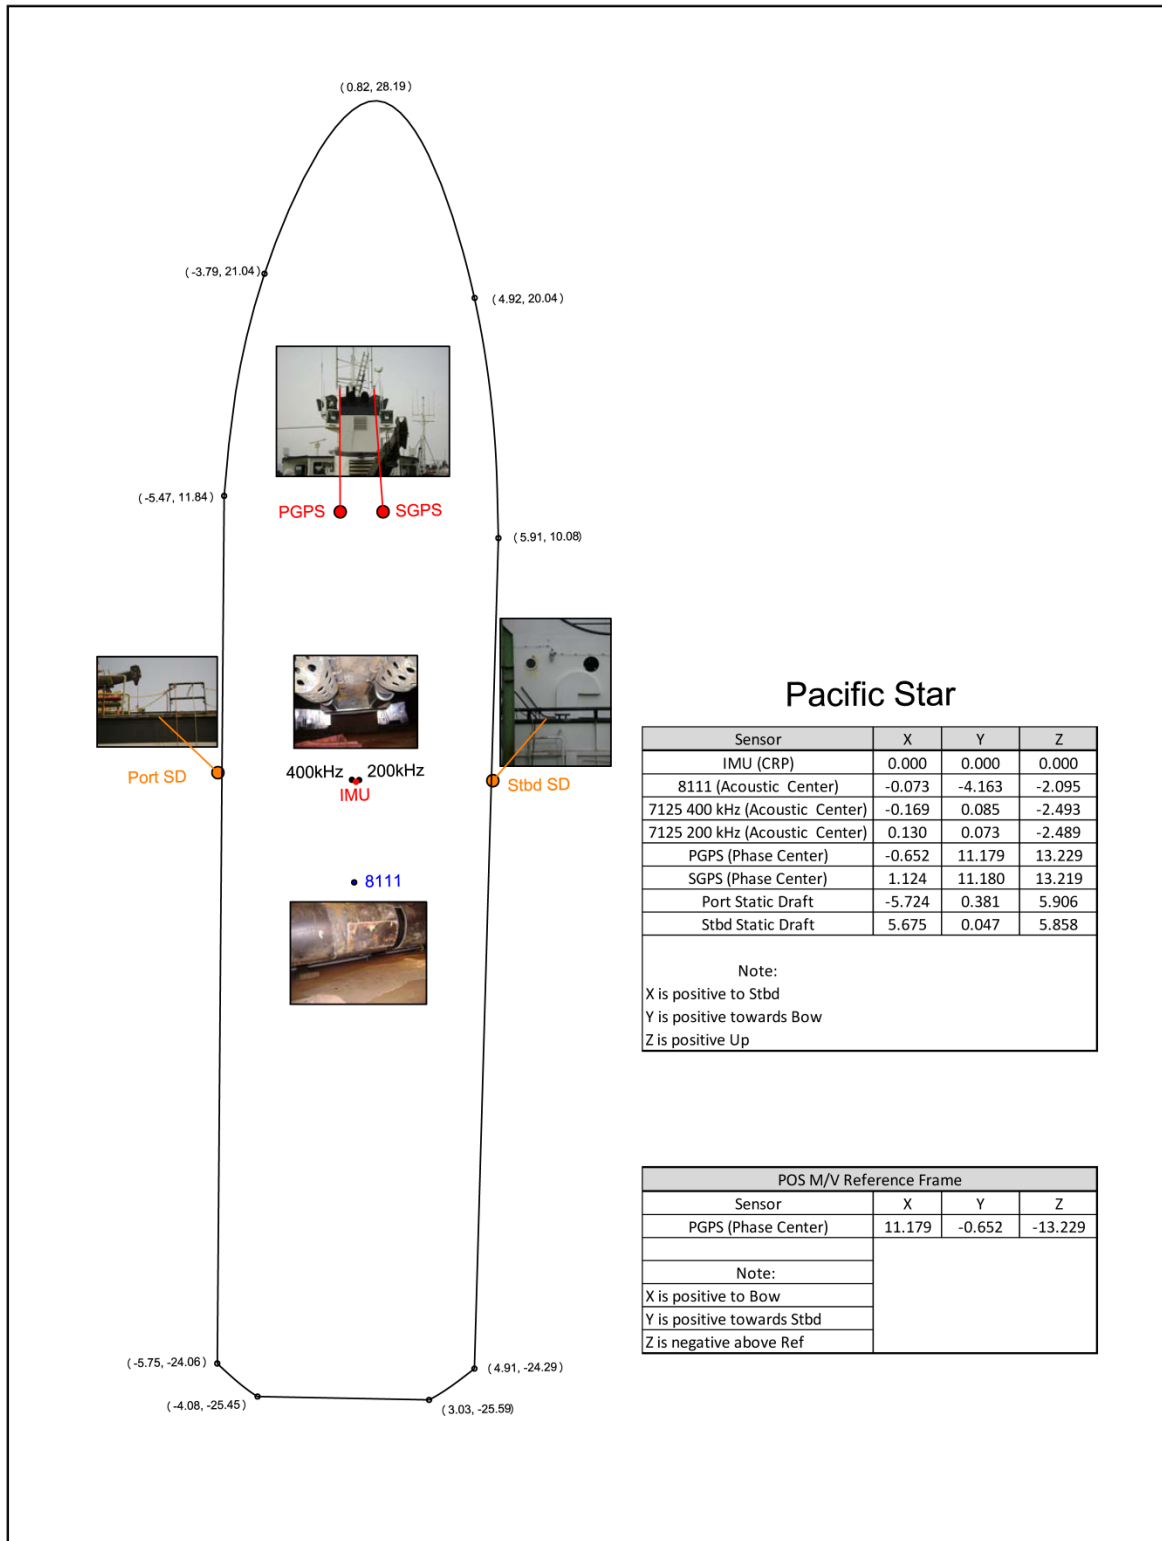 (0.82, 28.19)
(-3.79, 21.04)
(4.92, 20.04)
(-5.47, 11.84)
PGPS
SGPS
(5.91, 10.08)
Port SD
400kHz
200kHz
IMU
Stbd SD
8111
(-5.75, -24.06)
(4.91, -24.29)
(-4.08, -25.45)
(3.03, -25.59)
Pacific Star
Sensor X Y Z
IMU (CRP) 0.000 0.000 0.000
8111 (Acoustic Center) -0.073 -4.163 -2.095
7125 400 kHz (Acoustic Center) -0.169 0.085 -2.493
7125 200 kHz (Acoustic Center) 0.130 0.073 -2.489
PGPS (Phase Center) -0.652 11.179 13.229
SGPS (Phase Center) 1.124 11.180 13.219
Port Static Draft -5.724 0.381 5.906
Stbd Static Draft 5.675 0.047 5.858
Note:
X is positive to Stbd
Y is positive towards Bow
Z is positive Up
POS M/V Reference Frame
Sensor X Y Z
PGPS (Phase Center) 11.179 -0.652 -13.229
Note:
X is positive to Bow
Y is positive towards Stbd
Z is negative above Ref